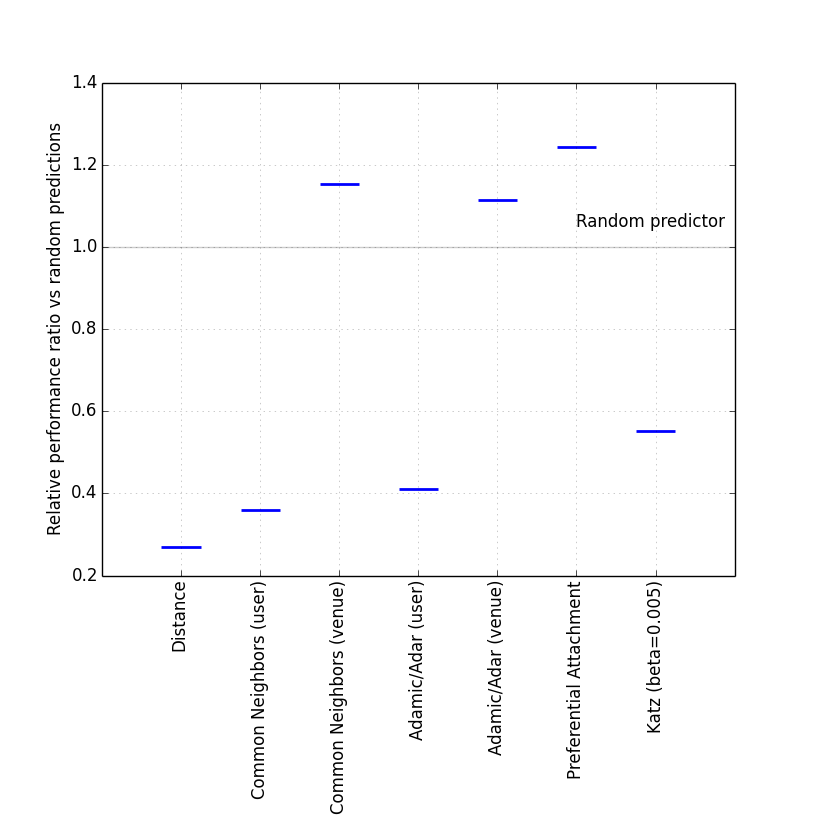 Relative performance ratio vs random predictions
1.4
1.2
1.0
0.8
0.6
0.4
0.2
Random predictor
Distance
Common Neighbors (user)
Common Neighbors (venue)
Adamic/Adar (user)
Adamic/Adar (venue)
Preferential Attachment
Katz (beta=0.005)